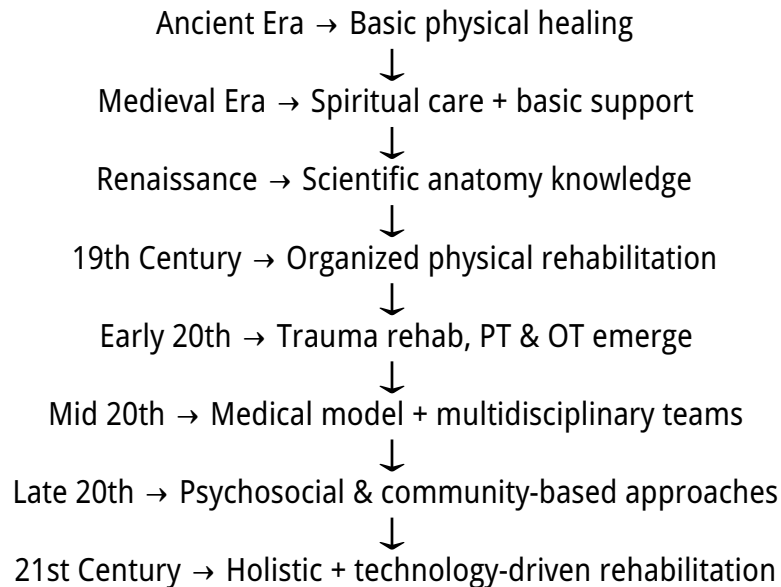 Ancient Era → Basic physical healing
↓
Medieval Era → Spiritual care + basic support
↓
Renaissance → Scientific anatomy knowledge
↓
19th Century → Organized physical rehabilitation
↓
Early 20th → Trauma rehab, PT & OT emerge
↓
Mid 20th → Medical model + multidisciplinary teams
↓
Late 20th → Psychosocial & community-based approaches
↓
21st Century → Holistic + technology-driven rehabilitation